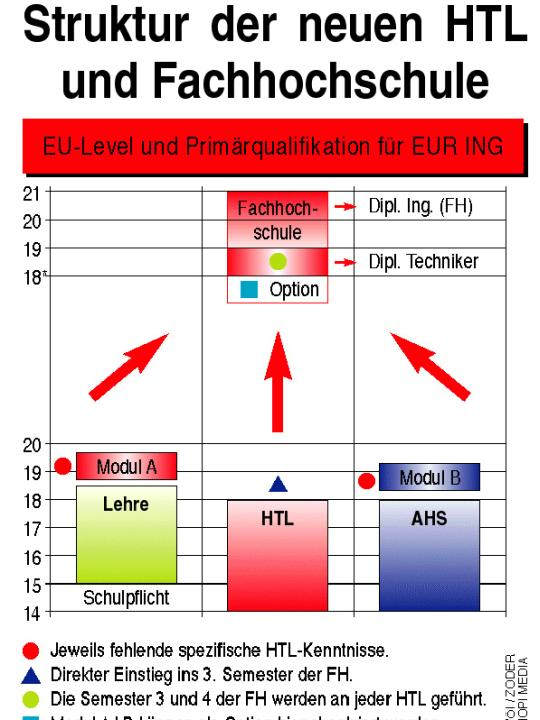 Struktur der neuen HTL
und Fachhochschule
EU-Level und Primärqualifikation für EUR ING
21
20
19
18*
Fachhoch-
schule
Dipl. Ing. (FH)
Dipl. Techniker
Option
20
19
18
17
16
15
14
Modul A
Lehre
Schulpflicht
HTL
Modul B
AHS
Jeweils fehlende spezifische HTL-Kenntnisse.
Direkter Einstieg ins 3. Semester der FH.
Die Semester 3 und 4 der FH werden an jeder HTL geführt.
/ ZODER
MEDIA